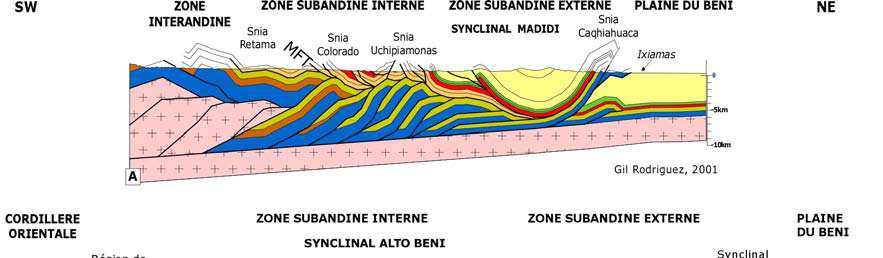 SW
ZONE
INTERANDINE
ZONE SUBANDINE INTERNE
ZONE SUBANDINE EXTERNE
PLAINE DU BENI
NE
SYNCLINAL MADIDI
Snia
Retama
MFT
Snia
Colorado
Snia
Uchipiamonas
Snia
Caqhiahuaca
Ixiamas
0
-5km
-10km
A
Gil Rodriguez, 2001
CORDILLERE
ORIENTALE
ZONE SUBANDINE INTERNE
SYNCLINAL ALTO BENI
ZONE SUBANDINE EXTERNE
PLAINE
DU BENI
Région de
Synclinal